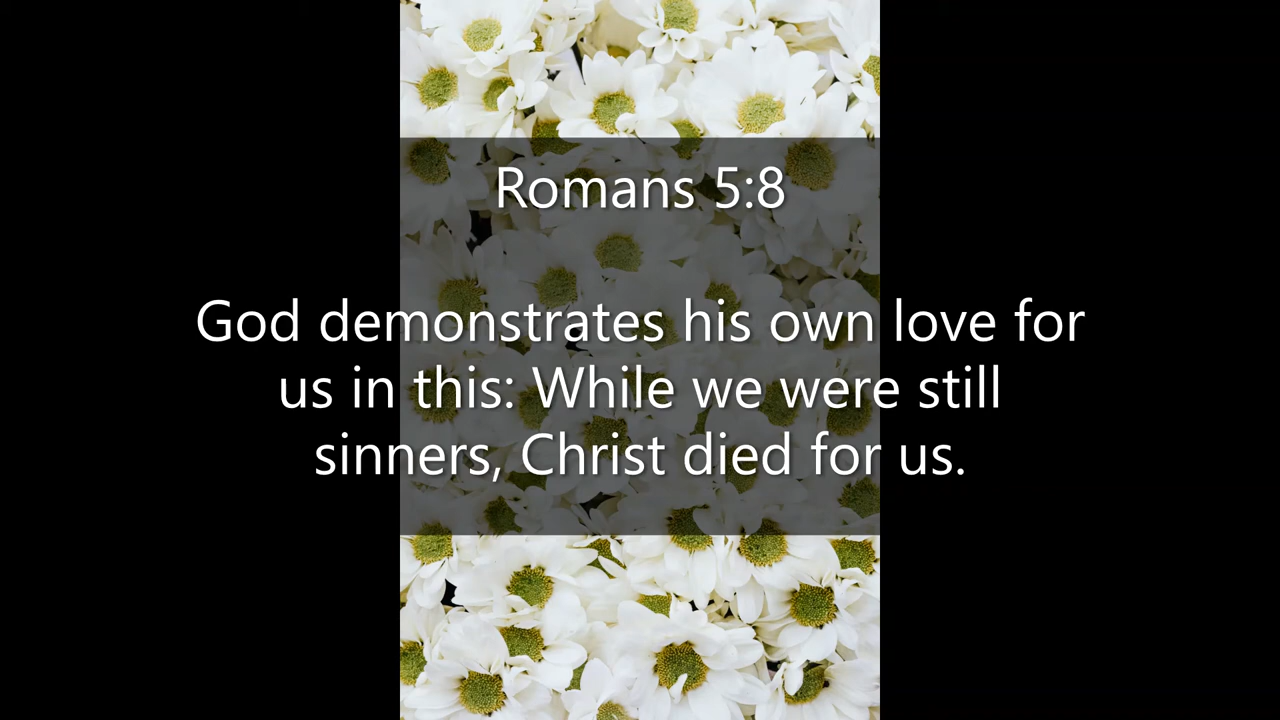 Romans 5:8
God demonstrates his own love for
us in this: While we were still
sinners, Christ died for us.